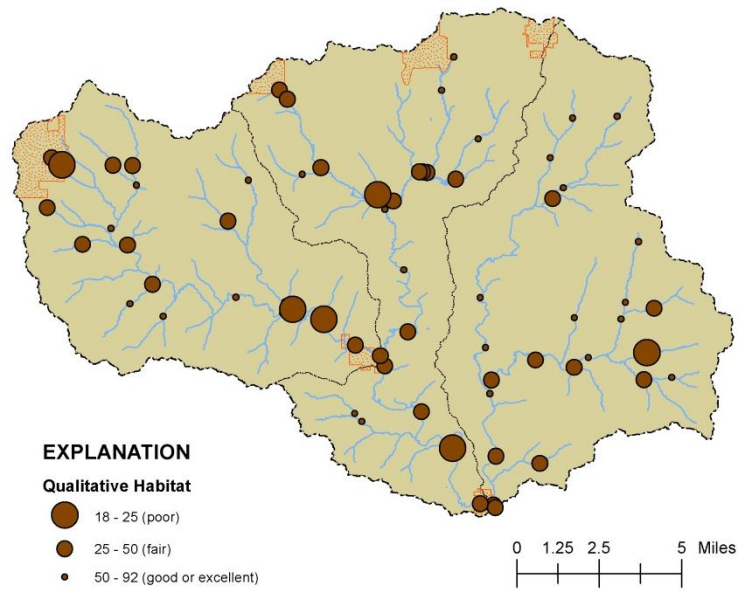 EXPLANATION
Qualitative Habitat
18 - 25 (poor)
25 - 50 (fair)
50 - 92 (good or excellent)
0 1.25 2.5 5 Miles